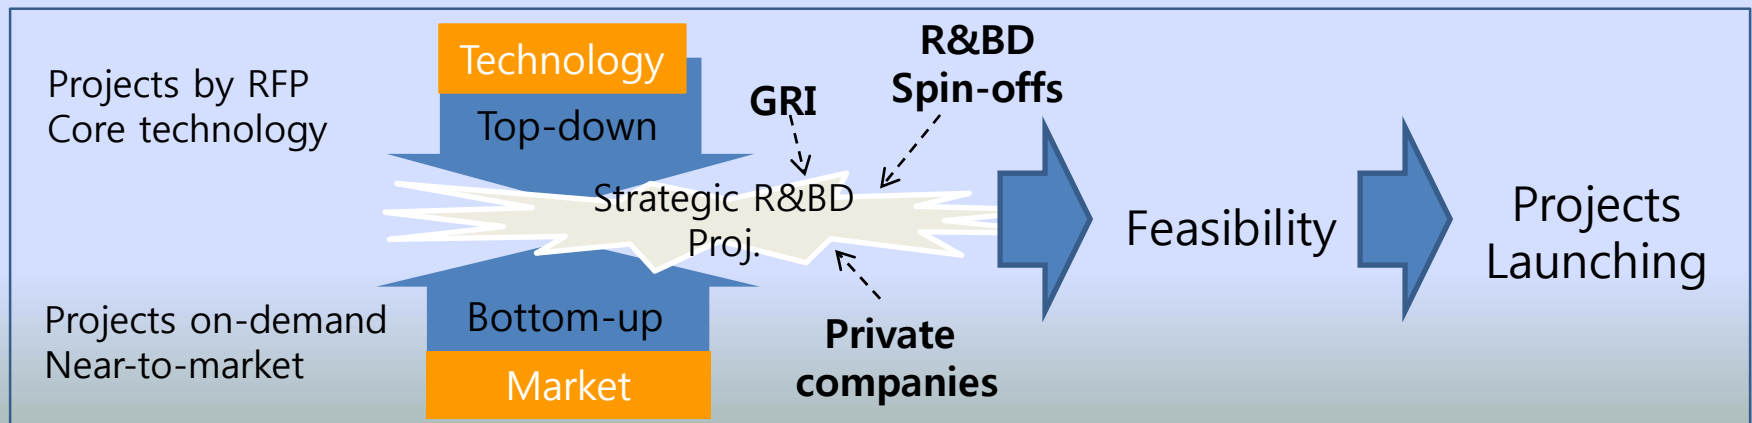 Projects by RFP
Core technology
Technology
Top-down
GRI
R&BD
Spin-offs
Strategic R&BD
Proj.
Feasibility
Projects
Launching
Projects on-demand
Near-to-market
Bottom-up
Market
Private
companies